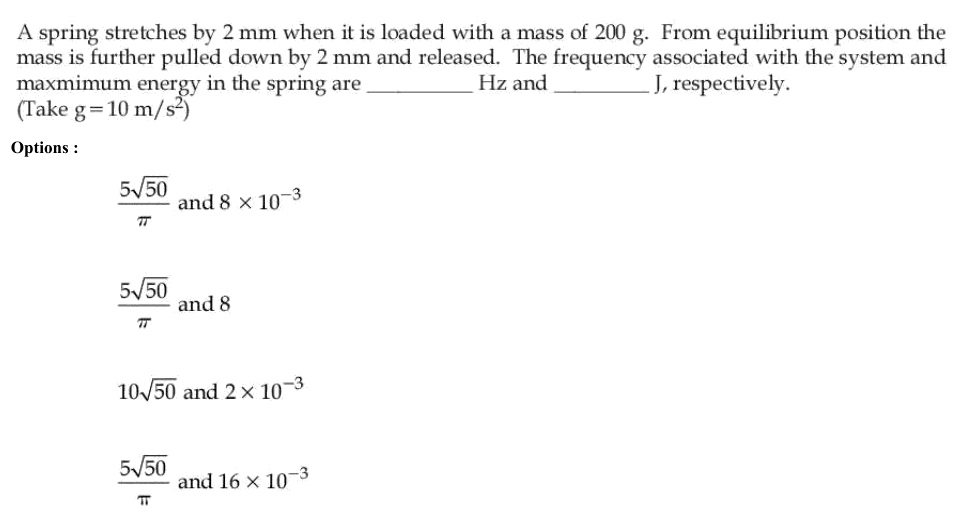 A spring stretches by 2 mm when it is loaded with a mass of 200 g. From equilibrium position the
mass is further pulled down by 2 mm and released. The frequency associated with the system and
maxmimum energy in the spring are __________ Hz and __________ J, respectively.
(Take g = 10 m/s²)
Options :
5√50/π and 8 × 10⁻³
5√50/π and 8
10√50 and 2 × 10⁻³
5√50/π and 16 × 10⁻³